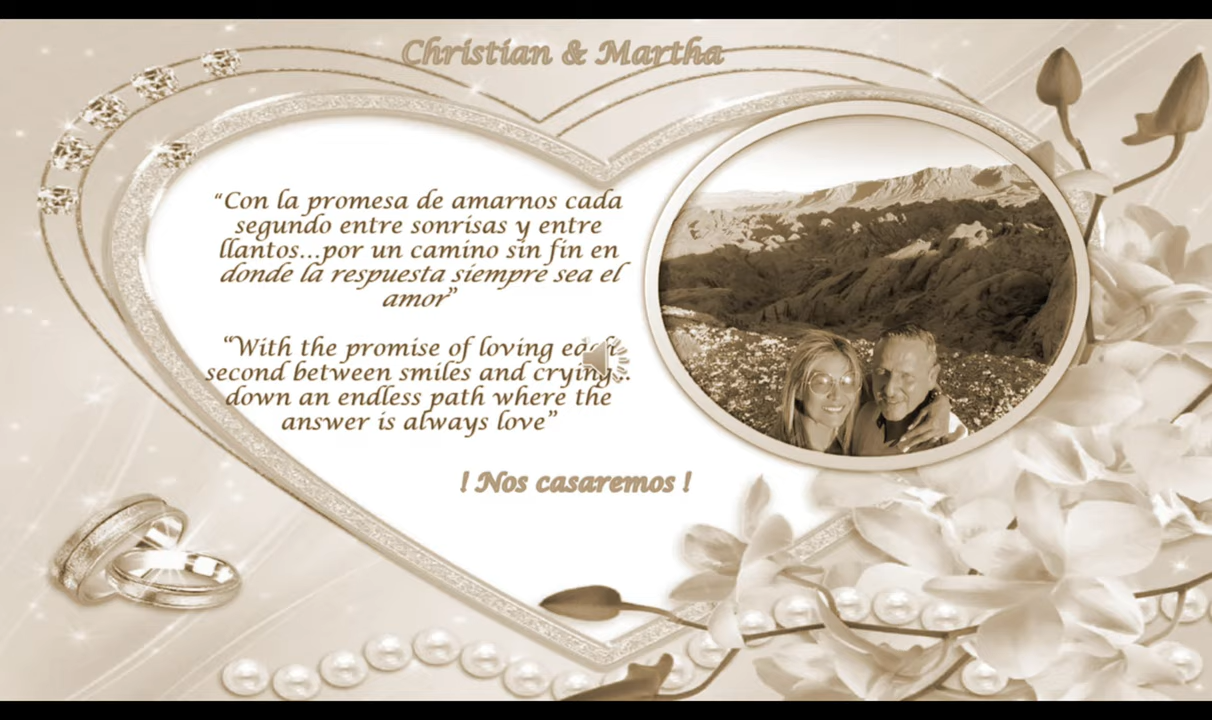 Christian & Martha
“Con la promesa de amarnos cada
segundo entre sonrisas y entre
llantos...por un camino sin fin en
donde la respuesta siempre sea el
amor”
“With the promise of loving each
second between smiles and crying...
down an endless path where the
answer is always love”
! Nos casaremos !